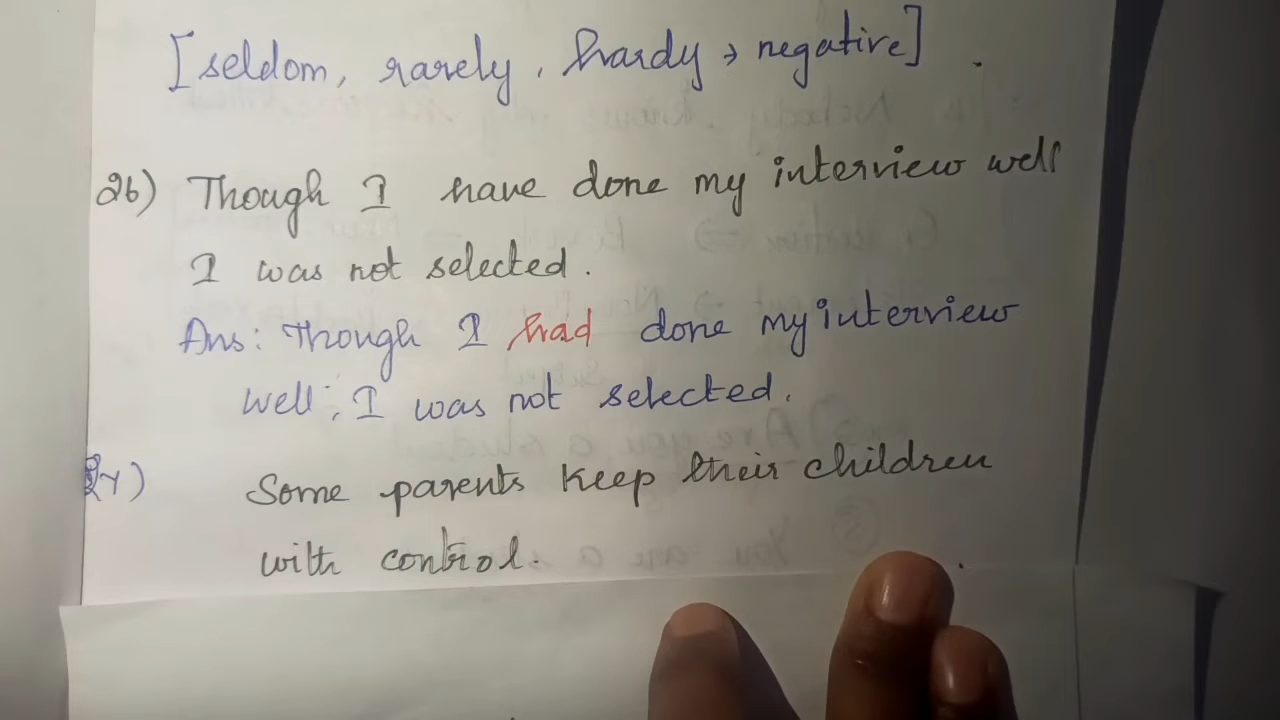 [seldom, rarely, hardy → negative].
26) Though I have done my interview well
I was not selected.
Ans: Though I had done my interview
well, I was not selected.
27) Some parents keep their children
with control.